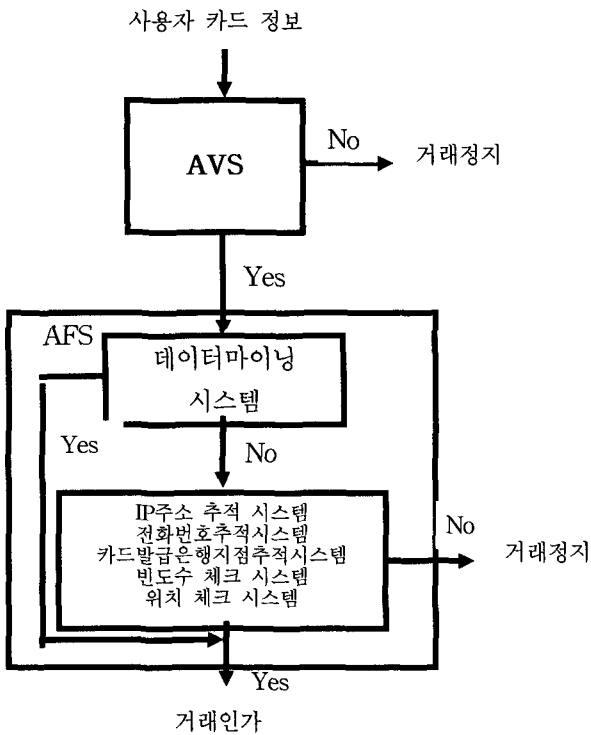 사용자 카드 정보
AVS
No
거래정지
Yes
AFS
데이터마이닝
시스템
Yes
No
IP주소 추적 시스템
전화번호추적시스템
카드발급은행지점추적시스템
빈도수 체크 시스템
위치 체크 시스템
No
거래정지
Yes
거래인가